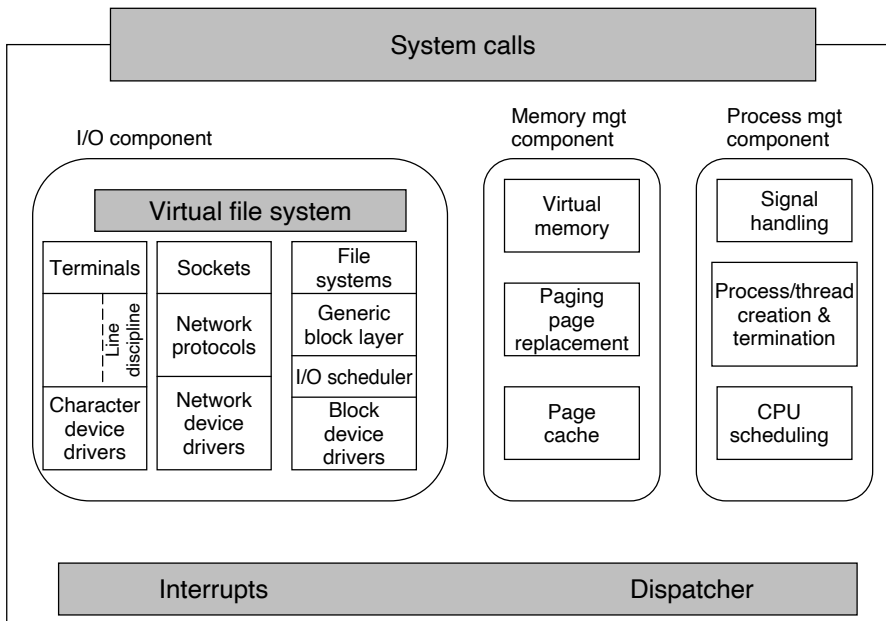 System calls
I/O component
Memory mgt
component
Process mgt
component
Virtual file system
Terminals
Line
discipline
Character
device
drivers
Sockets
Network
protocols
Network
device
drivers
File
systems
Generic
block layer
I/O scheduler
Block
device
drivers
Virtual
memory
Paging
page
replacement
Page
cache
Signal
handling
Process/thread
creation &
termination
CPU
scheduling
Interrupts
Dispatcher